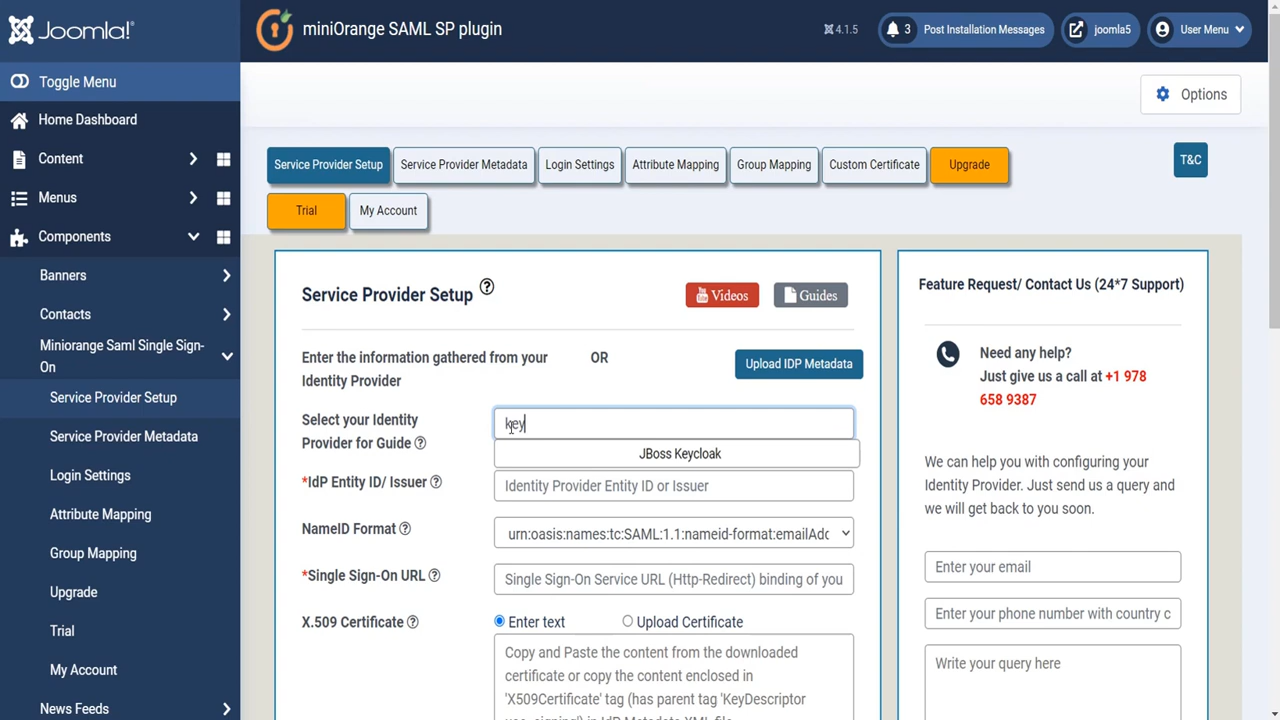 Joomla!
miniOrange SAML SP plugin
4.1.5
3 Post Installation Messages
joomla5
User Menu
Toggle Menu
Options
Home Dashboard
Content
Menus
Components
Banners
Contacts
Miniorange Saml Single Sign-
On
Service Provider Setup
Service Provider Metadata
Login Settings
Attribute Mapping
Group Mapping
Upgrade
Trial
My Account
News Feeds
Service Provider Setup
Service Provider Metadata
Login Settings
Attribute Mapping
Group Mapping
Custom Certificate
Upgrade
T&C
Trial
My Account
Service Provider Setup ?
Videos
Guides
Enter the information gathered from your
Identity Provider
OR
Upload IDP Metadata
Select your Identity
Provider for Guide ?
key
JBoss Keycloak
*IdP Entity ID/ Issuer ?
Identity Provider Entity ID or Issuer
NameID Format ?
urn:oasis:names:tc:SAML:1.1:nameid-format:emailAdd
*Single Sign-On URL ?
Single Sign-On Service URL (Http-Redirect) binding of you
X.509 Certificate ?
Enter text
Upload Certificate
Copy and Paste the content from the downloaded
certificate or copy the content enclosed in
'X509Certificate' tag (has parent tag 'KeyDescriptor
use=signing') in IdP Metadata XML file
Feature Request/ Contact Us (24*7 Support)
Need any help?
Just give us a call at +1 978
658 9387
We can help you with configuring your
Identity Provider. Just send us a query and
we will get back to you soon.
Enter your email
Enter your phone number with country c
Write your query here